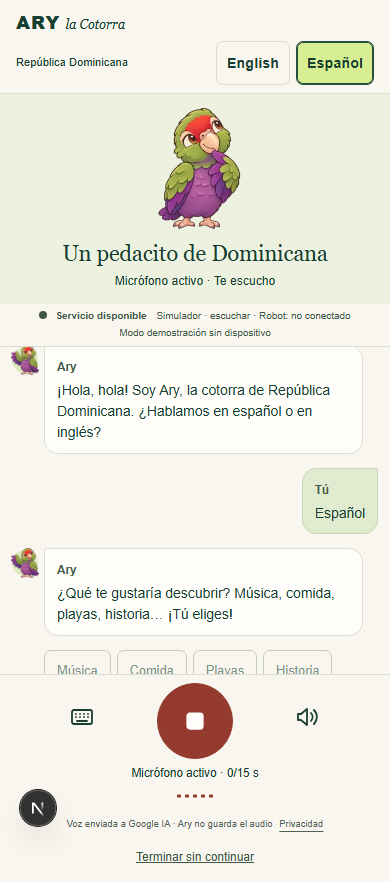 ARY la Cotorra
República Dominicana
English
Español
Un pedacito de Dominicana
Micrófono activo · Te escucho
Servicio disponible Simulador · escuchar · Robot: no conectado
Modo demostración sin dispositivo
Ary
¡Hola, hola! Soy Ary, la cotorra de República
Dominicana. ¿Hablamos en español o en
inglés?
Tú
Español
Ary
¿Qué te gustaría descubrir? Música, comida,
playas, historia… ¡Tú eliges!
Música Comida Playas Historia
Micrófono activo · 0/15 s
N
Voz enviada a Google IA · Ary no guarda el audio Privacidad
Terminar sin continuar